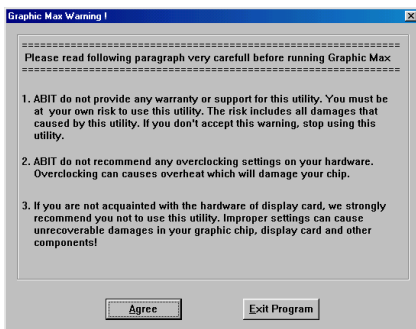 Graphic Max Warning !
==================================================
Please read following paragraph very carefull before running Graphic Max
==================================================
1. ABIT do not provide any warranty or support for this utility. You must be
at your own risk to use this utility. The risk includes all damages that
caused by this utility. If you don't accept this warning, stop using this
utility.
2. ABIT do not recommend any overclocking settings on your hardware.
Overclocking can causes overheat which will damage your chip.
3. If you are not acquainted with the hardware of display card, we strongly
recommend you not to use this utility. Improper settings can cause
unrecoverable damages in your graphic chip, display card and other
components!
Agree
Exit Program